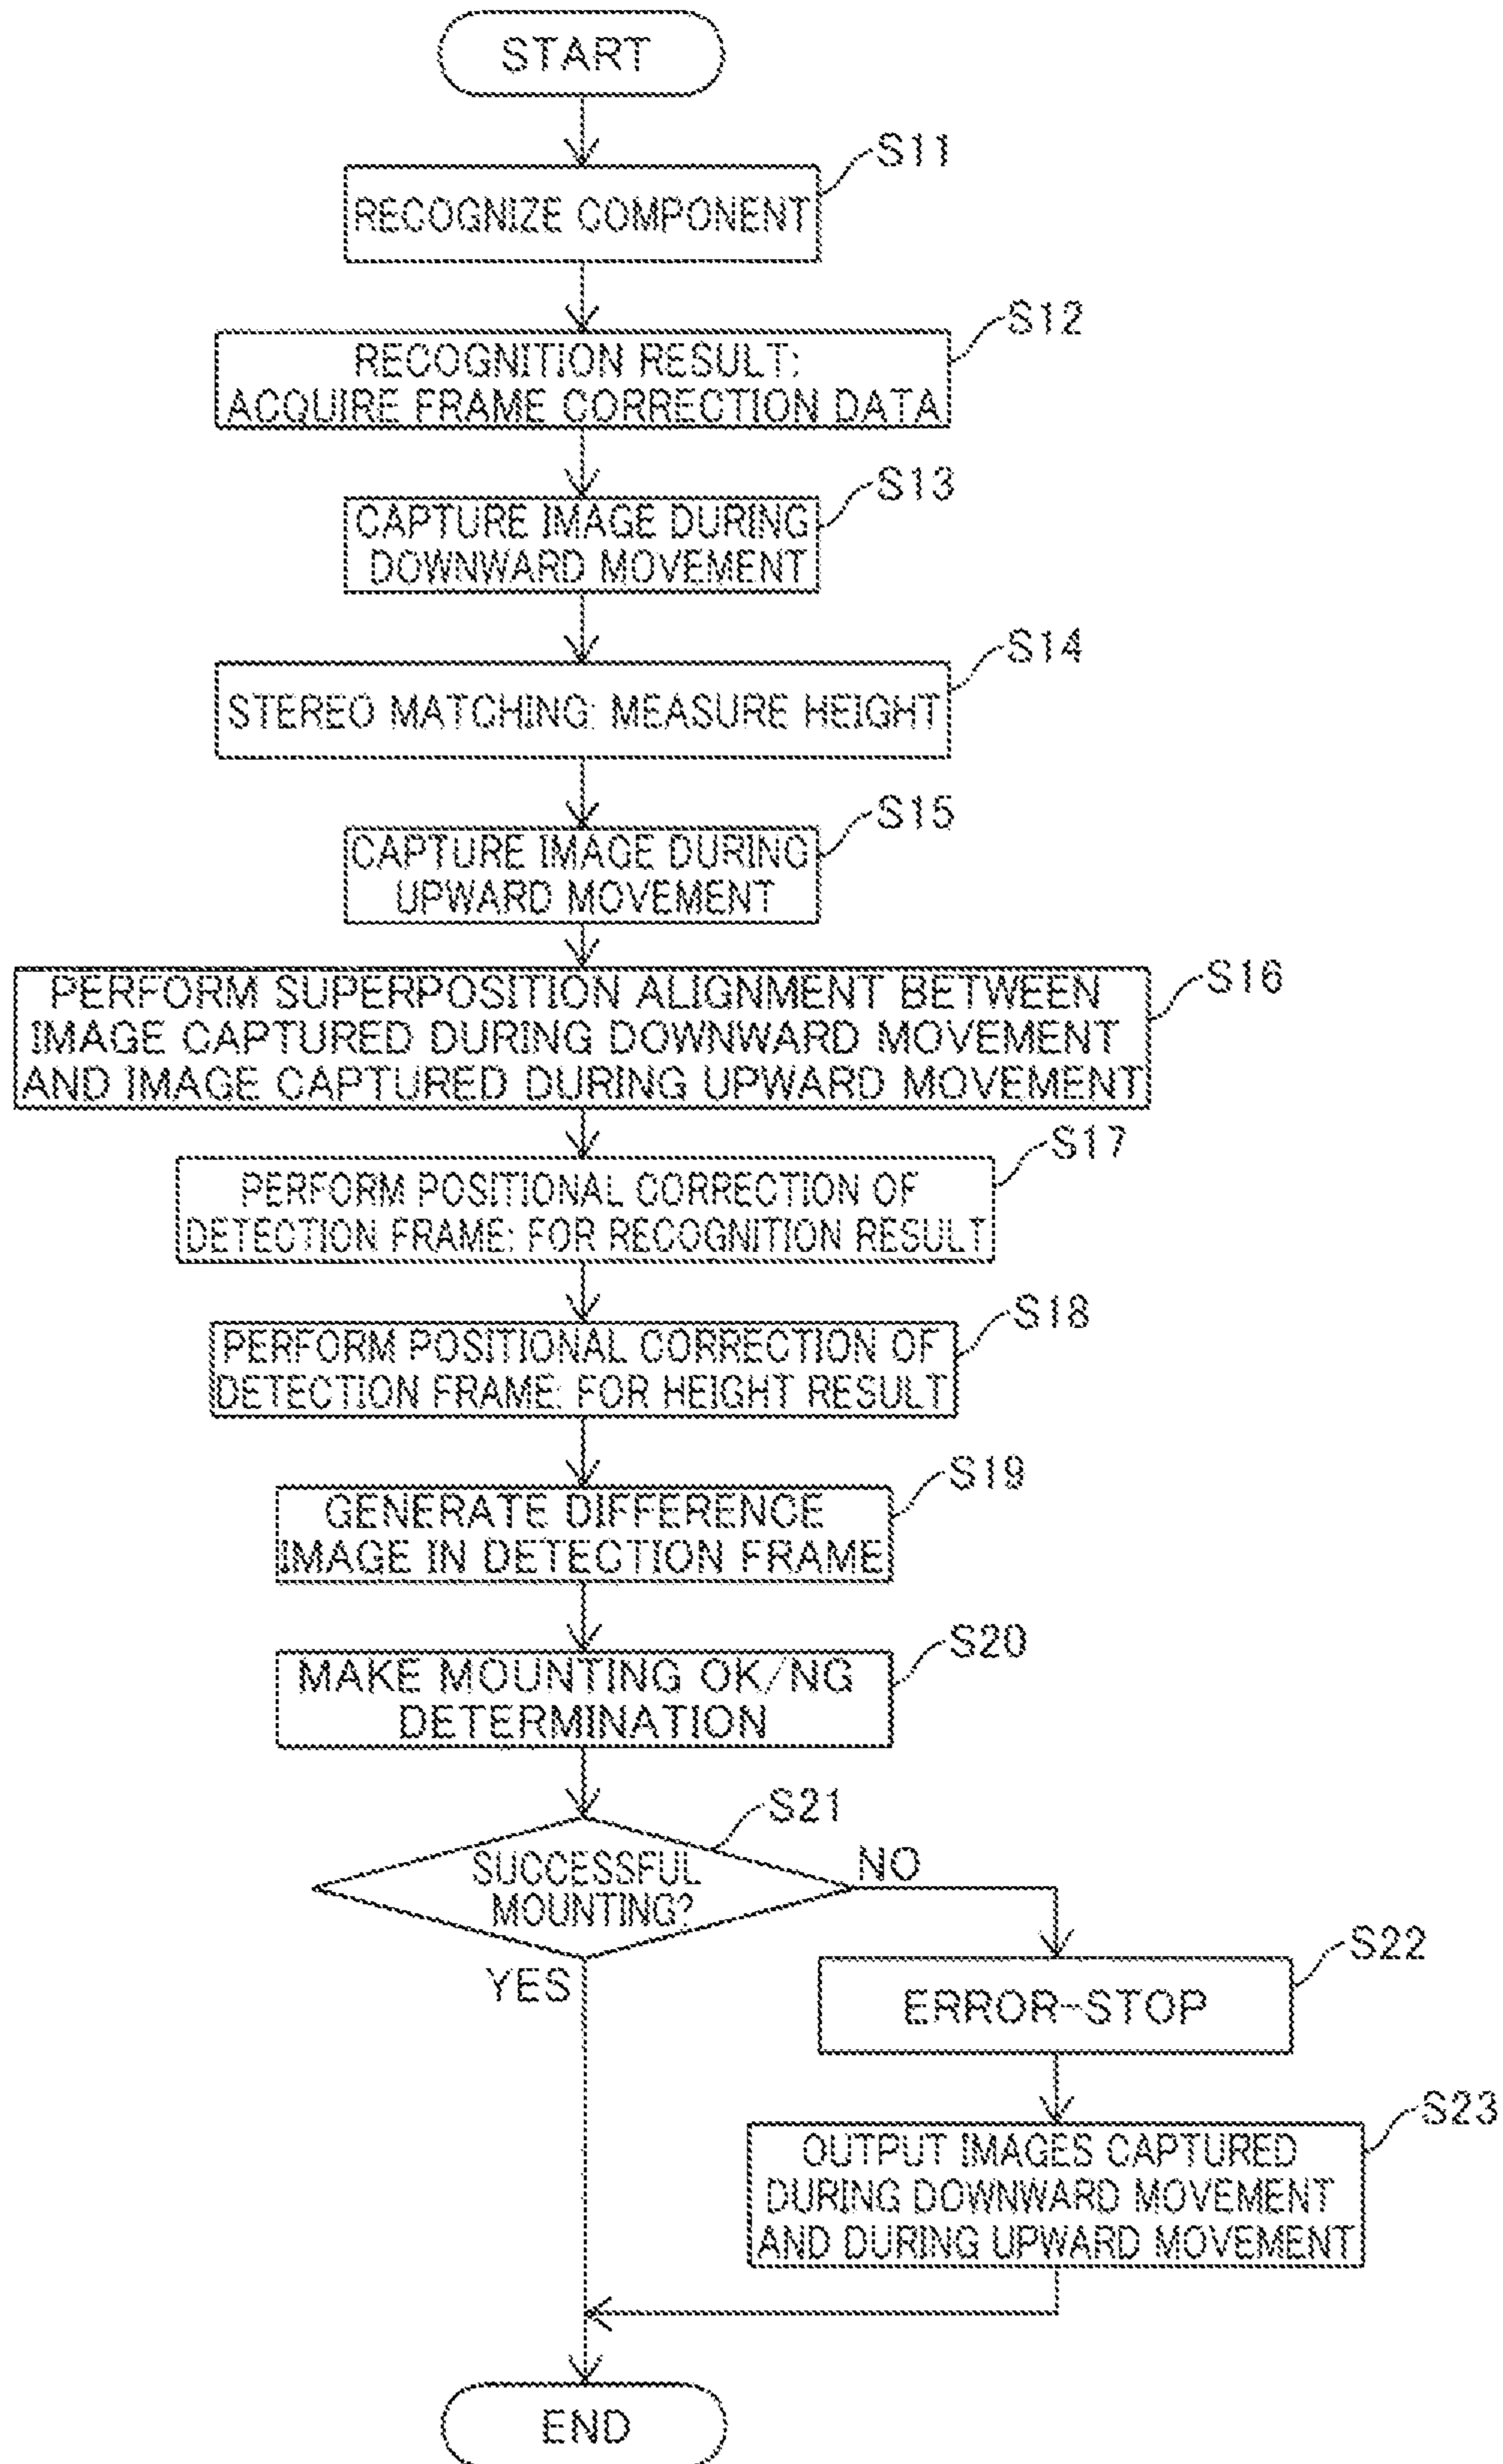 START
S11
RECOGNIZE COMPONENT
S12
RECOGNITION RESULT:
ACQUIRE FRAME CORRECTION DATA
S13
CAPTURE IMAGE DURING
DOWNWARD MOVEMENT
S14
STEREO MATCHING: MEASURE HEIGHT
S15
CAPTURE IMAGE DURING
UPWARD MOVEMENT
S16
PERFORM SUPERPOSITION ALIGNMENT BETWEEN
IMAGE CAPTURED DURING DOWNWARD MOVEMENT
AND IMAGE CAPTURED DURING UPWARD MOVEMENT
S17
PERFORM POSITIONAL CORRECTION OF
DETECTION FRAME: FOR RECOGNITION RESULT
S18
PERFORM POSITIONAL CORRECTION OF
DETECTION FRAME: FOR HEIGHT RESULT
S19
GENERATE DIFFERENCE
IMAGE IN DETECTION FRAME
S20
MAKE MOUNTING OK/NG
DETERMINATION
S21
SUCCESSFUL
MOUNTING?
NO
YES
S22
ERROR-STOP
S23
OUTPUT IMAGES CAPTURED
DURING DOWNWARD MOVEMENT
AND DURING UPWARD MOVEMENT
END